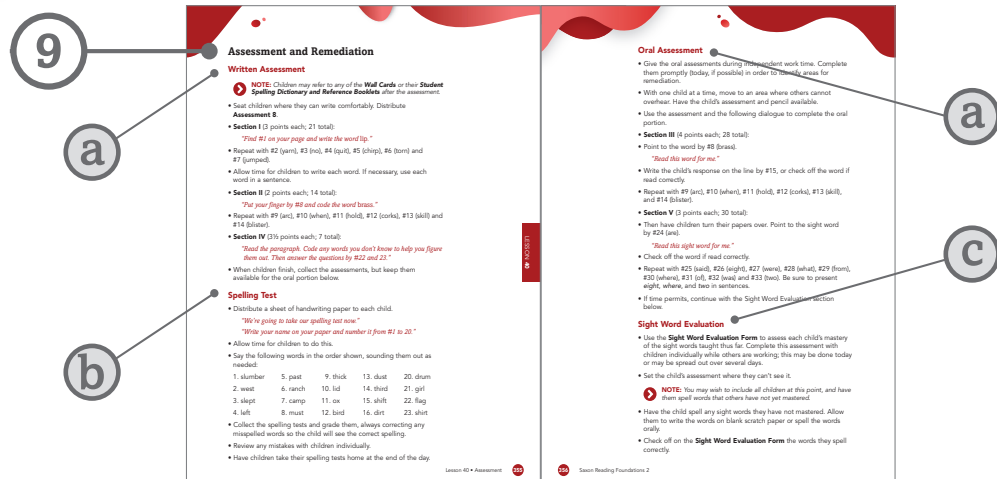 9
Assessment and Remediation
Written Assessment
NOTE: Children may refer to any of the Wall Cards or their Student
Spelling Dictionary and Reference Booklets after the assessment.
• Seat children where they can write comfortably. Distribute
Assessment 8.
• Section I (3 points each; 21 total):
"Find #1 on your page and write the word lip."
• Repeat with #2 (yarn), #3 (no), #4 (quit), #5 (chirp), #6 (torn) and
#7 (jumped).
• Allow time for children to write each word. If necessary, use each
word in a sentence.
• Section II (2 points each; 14 total):
"Put your finger by #8 and code the word brass."
• Repeat with #9 (arc), #10 (when), #11 (hold), #12 (corks), #13 (skill) and
#14 (blister).
• Section IV (3½ points each; 7 total):
"Read the paragraph. Code any words you don't know to help you figure
them out. Then answer the questions by #22 and 23."
• When children finish, collect the assessments, but keep them
available for the oral portion below.
a
Spelling Test
• Distribute a sheet of handwriting paper to each child.
"We're going to take our spelling test now."
"Write your name on your paper and number it from #1 to 20."
• Allow time for children to do this.
• Say the following words in the order shown, sounding them out as
needed:
1. slumber 5. past 9. thick 13. dust 20. drum
2. west 6. ranch 10. lid 14. third 21. girl
3. slept 7. camp 11. ox 15. shift 22. flag
4. left 8. must 12. bird 16. dirt 23. shirt
• Collect the spelling tests and grade them, always correcting any
misspelled words so the child will see the correct spelling.
• Review any mistakes with children individually.
• Have children take their spelling tests home at the end of the day.
b
LESSON 40
Lesson 40 • Assessment 355
Oral Assessment
• Give the oral assessments during independent work time. Complete
them promptly (today, if possible) in order to identify areas for
remediation.
• With one child at a time, move to an area where others cannot
overhear. Have the child's assessment and pencil available.
• Use the assessment and the following dialogue to complete the oral
portion.
• Section III (4 points each; 28 total):
• Point to the word by #8 (brass).
"Read this word for me."
• Write the child's response on the line by #15, or check off the word if
read correctly.
• Repeat with #9 (arc), #10 (when), #11 (hold), #12 (corks), #13 (skill),
and #14 (blister).
• Section V (3 points each; 30 total):
• Then have children turn their papers over. Point to the sight word
by #24 (are).
"Read this sight word for me."
• Check off the word if read correctly.
• Repeat with #25 (said), #26 (eight), #27 (were), #28 (what), #29 (from),
#30 (where), #31 (of), #32 (was) and #33 (two). Be sure to present
eight, where, and two in sentences.
• If time permits, continue with the Sight Word Evaluation section
below.
a
Sight Word Evaluation
• Use the Sight Word Evaluation Form to assess each child's mastery
of the sight words taught thus far. Complete this assessment with
children individually while others are working; this may be done today
or may be spread out over several days.
• Set the child's assessment where they can't see it.
NOTE: You may wish to include all children at this point, and have
them spell words that others have not yet mastered.
• Have the child spell any sight words they have not mastered. Allow
them to write the words on blank scratch paper or spell the words
orally.
• Check off on the Sight Word Evaluation Form the words they spell
correctly.
c
356 Saxon Reading Foundations 2